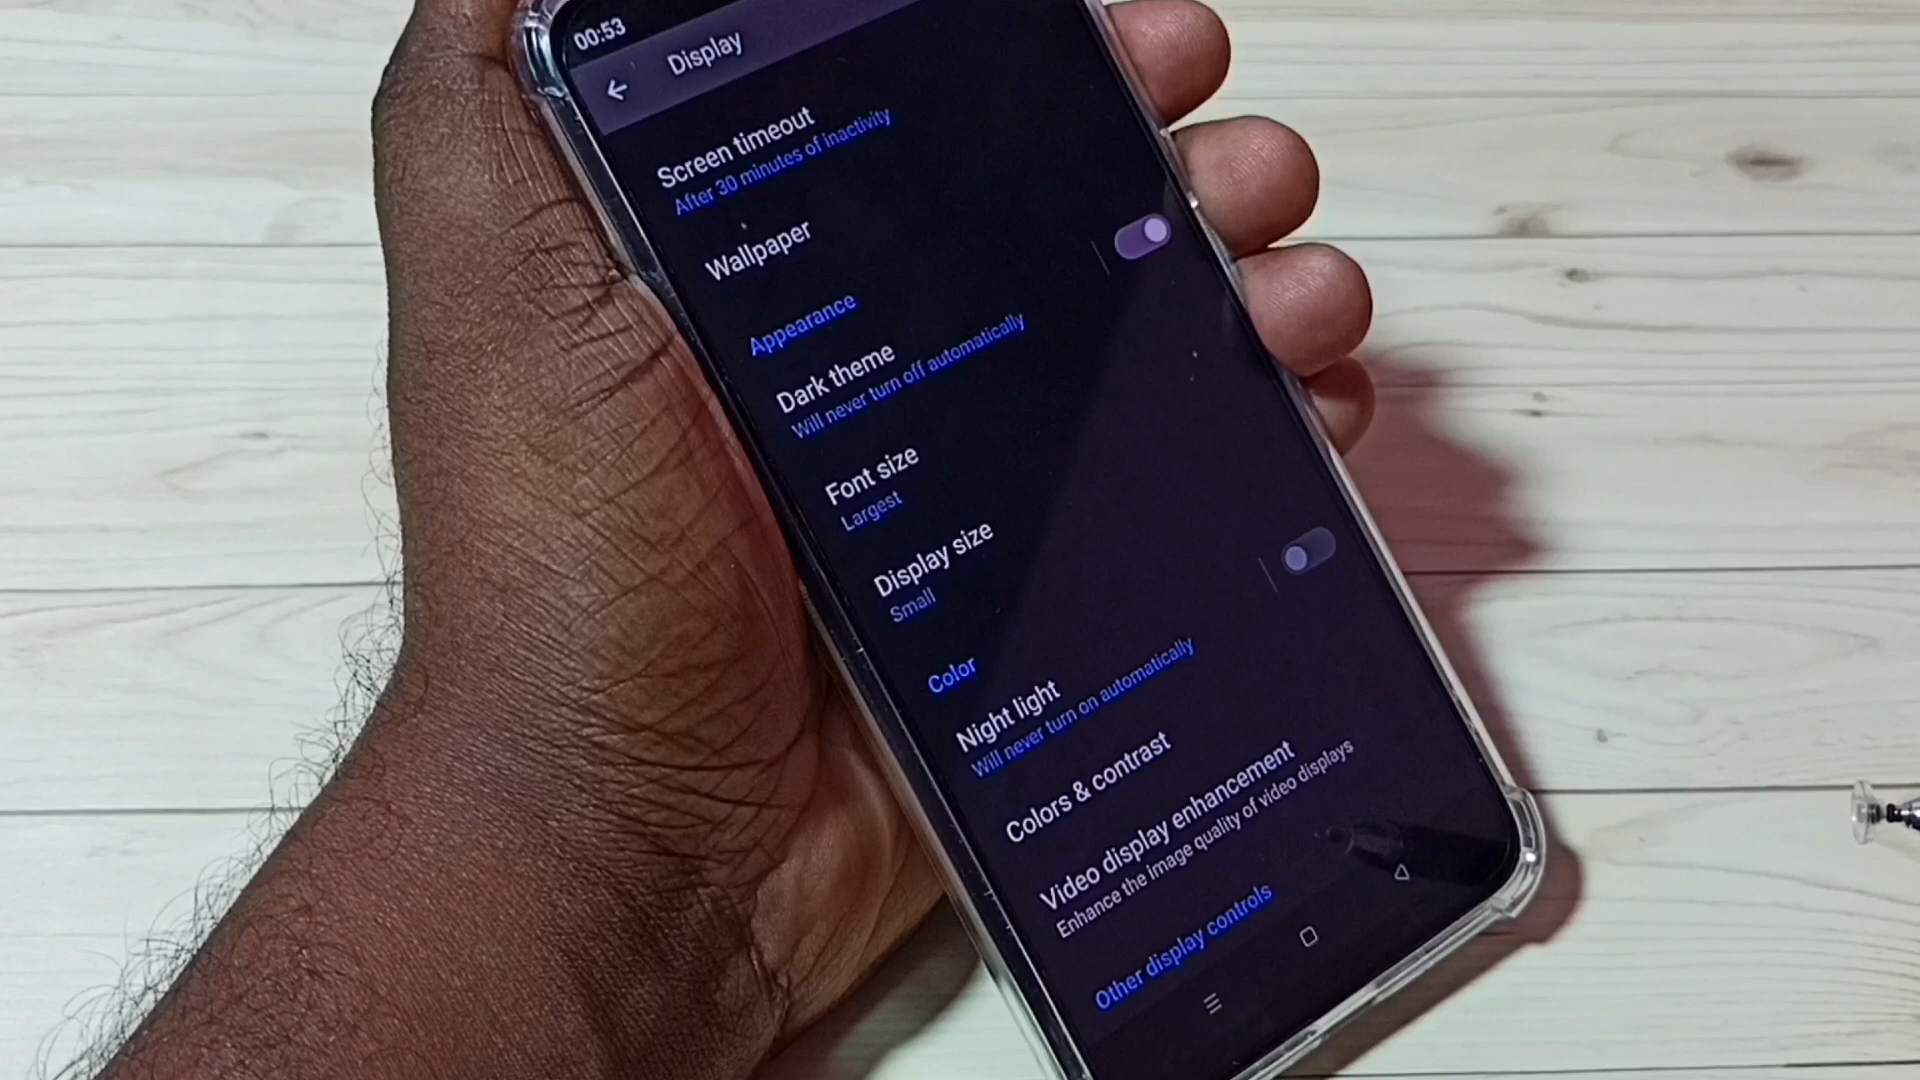 00:53
Display
Screen timeout
After 30 minutes of inactivity
Wallpaper
Appearance
Dark theme
Will never turn off automatically
Font size
Largest
Display size
Small
Color
Night light
Will never turn on automatically
Colors & contrast
Video display enhancement
Enhance the image quality of video displays
Other display controls